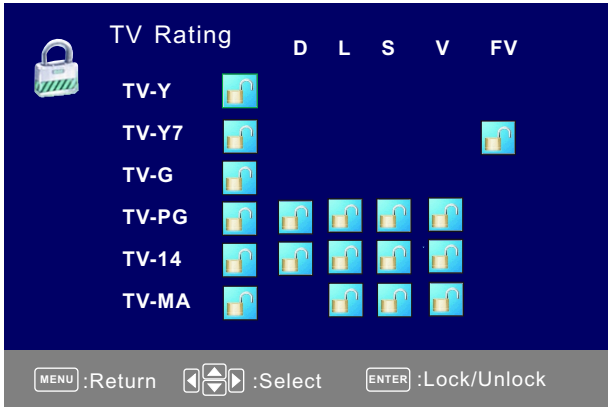 TV Rating D L S V FV
TV-Y
TV-Y7
TV-G
TV-PG
TV-14
TV-MA
MENU :Return :Select ENTER :Lock/Unlock